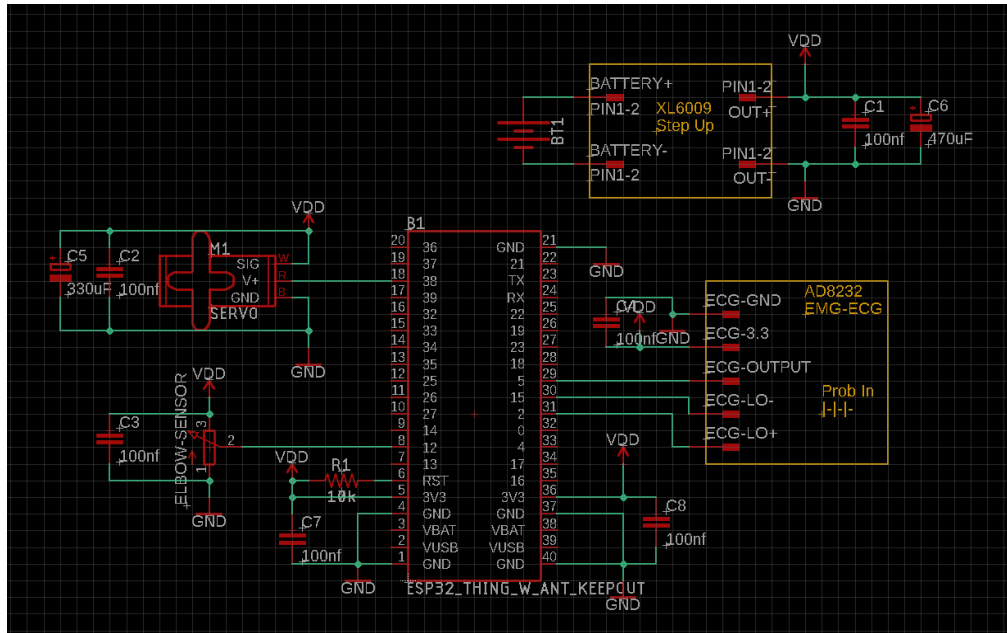 VDD
BATTERY+
PIN1-2
PIN1-2
OUT+
XL6009
Step Up
BT1
BATTERY-
PIN1-2
PIN1-2
OUT-
C1
100nf
C6
470uF
GND
VDD
C5
330uF
C2
100nf
M1
SIG
V+
GND
W
R
B
SERVO
GND
VDD
ELBOW-SENSOR
3
2
1
C3
100nf
GND
VDD
R1
10k
C7
100nf
GND
B1
20 36 GND 21
19 37 21 22
18 38 TX 23
17 39 RX 24
16 32 22 25
15 33 19 26
14 34 23 27
13 35 18 28
12 25 5 29
11 26 15 30
10 27 2 31
9 14 0 32
8 12 4 33
7 13 17 34
6 RST 16 35
5 3V3 3V3 36
4 GND GND 37
3 VBAT VBAT 38
2 VUSB VUSB 39
1 GND GND 40
ESP32_THING_W_ANT_KEEPOUT
GND
C4
VDD
100nf
GND
AD8232
EMG-ECG
ECG-GND
ECG-3.3
ECG-OUTPUT
ECG-LO-
ECG-LO+
Prob In
|-|-|-
VDD
C8
100nf
GND